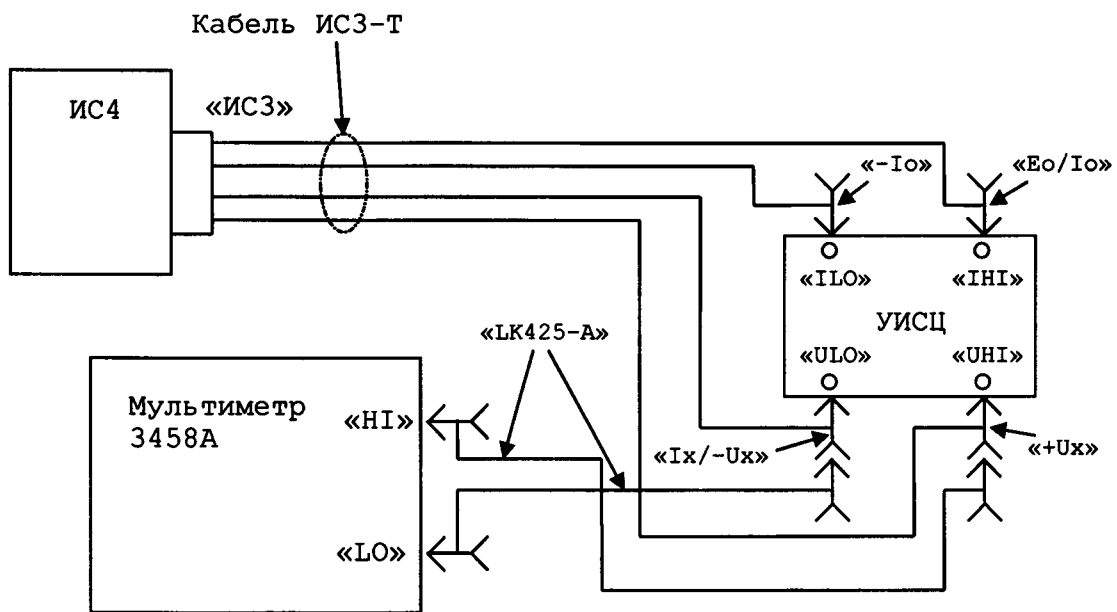 Кабель ИС3-Т
ИС4
«ИС3»
«-Io»
«Eo/Io»
«ILO»
«IHI»
УИСЦ
«ULO»
«UHI»
«LK425-A»
Мультиметр
3458А
«HI»
«Ix/-Ux»
«+Ux»
«LO»